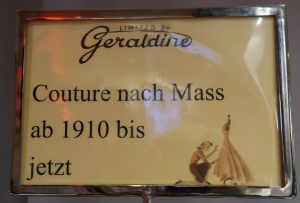 LIMITED BY
Geraldine
Couture nach Mass
ab 1910 bis
jetzt